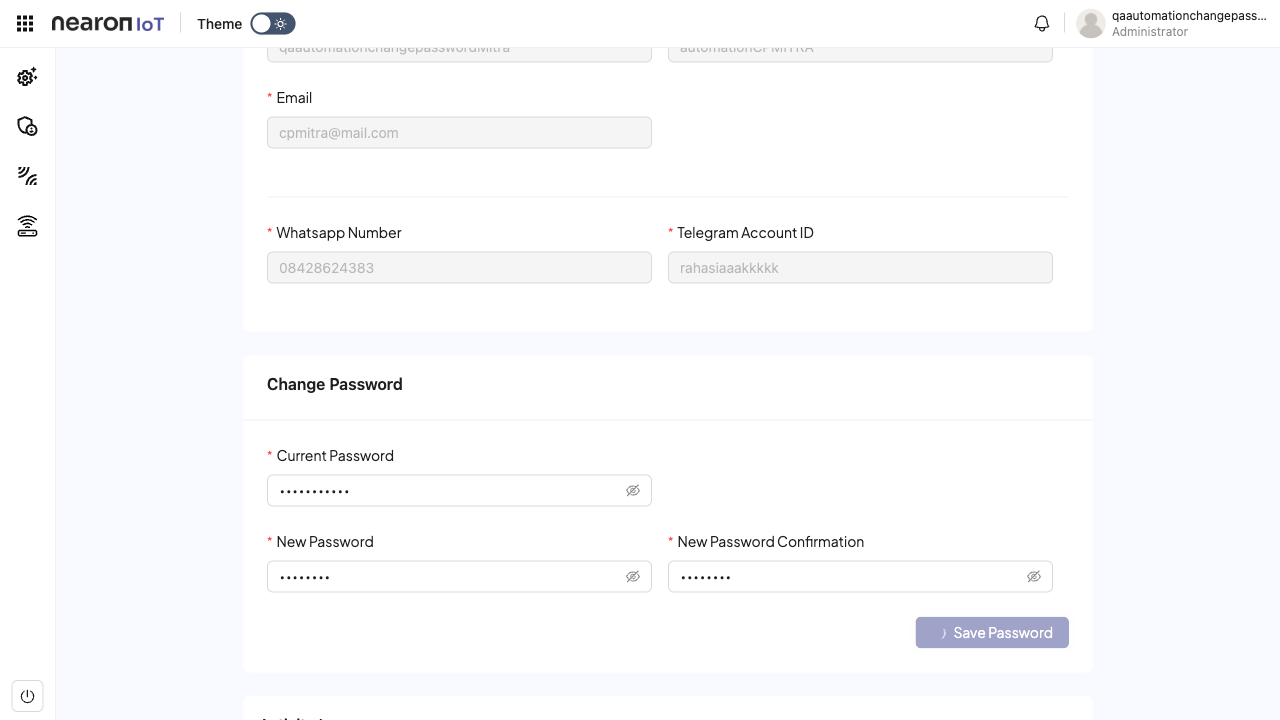 nearon IoT
Theme
qaautomationchangepass...
Administrator
qaautomationchangepasswordMitra
automationCPMITRA
* Email
cpmitra@mail.com
* Whatsapp Number
* Telegram Account ID
08428624383
rahasiaaakkkkk
Change Password
* Current Password
•••••••••••
* New Password
* New Password Confirmation
••••••••
••••••••
Save Password